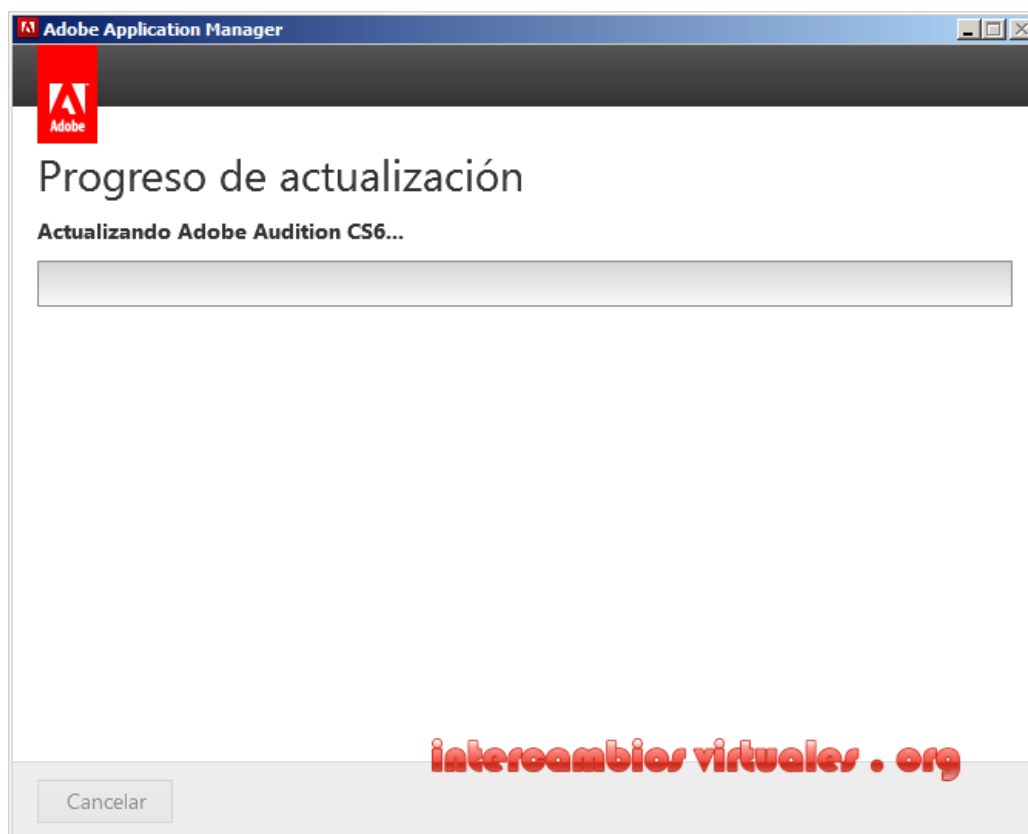 Adobe Application Manager
Adobe
Progreso de actualización
Actualizando Adobe Audition CS6...
intercambios virtuales . org
Cancelar